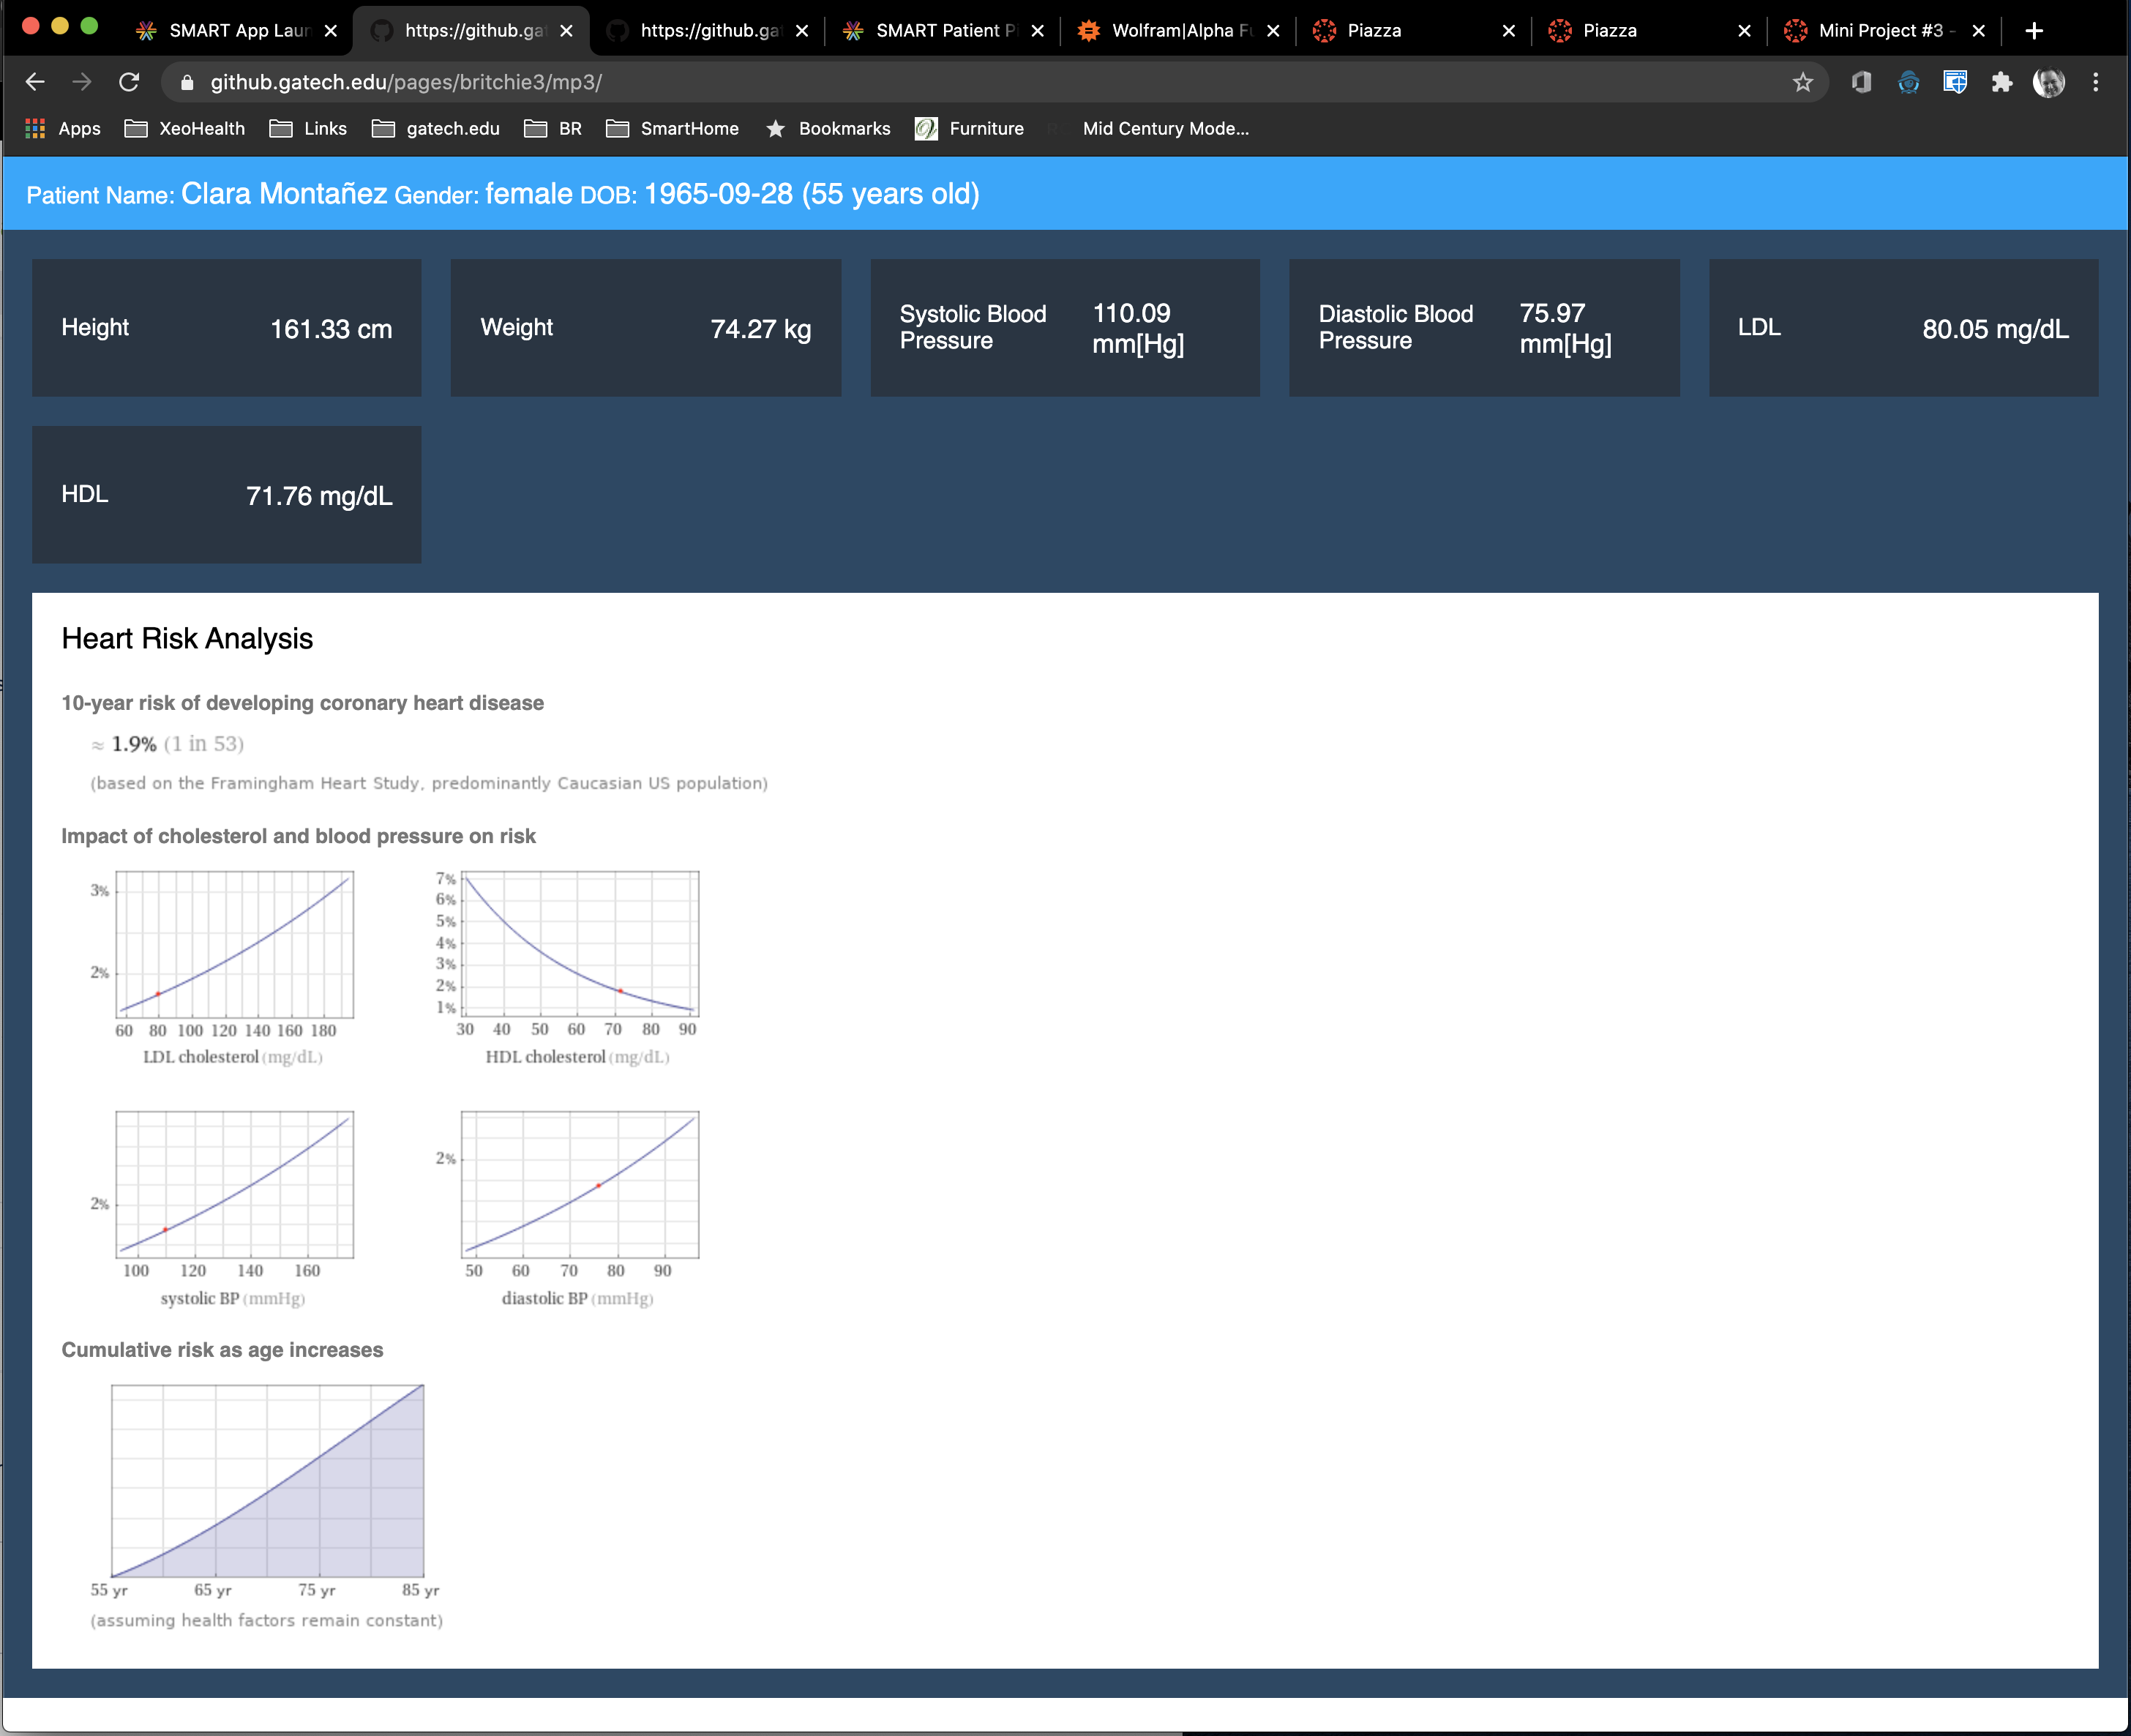 SMART App Laun
https://github.ga
https://github.ga
SMART Patient P
Wolfram|Alpha Fu
Piazza
Piazza
Mini Project #3 -
github.gatech.edu/pages/britchie3/mp3/
Apps XeoHealth Links gatech.edu BR SmartHome Bookmarks Furniture Mid Century Mode...
Patient Name: Clara Montañez Gender: female DOB: 1965-09-28 (55 years old)
Height 161.33 cm
Weight 74.27 kg
Systolic Blood
Pressure
110.09
mm[Hg]
Diastolic Blood
Pressure
75.97
mm[Hg]
LDL 80.05 mg/dL
HDL 71.76 mg/dL
Heart Risk Analysis
10-year risk of developing coronary heart disease
≈ 1.9% (1 in 53)
(based on the Framingham Heart Study, predominantly Caucasian US population)
Impact of cholesterol and blood pressure on risk
3%
2%
60 80 100 120 140 160 180
LDL cholesterol (mg/dL)
7%
6%
5%
4%
3%
2%
1%
30 40 50 60 70 80 90
HDL cholesterol (mg/dL)
2%
100 120 140 160
systolic BP (mmHg)
2%
50 60 70 80 90
diastolic BP (mmHg)
Cumulative risk as age increases
55 yr 65 yr 75 yr 85 yr
(assuming health factors remain constant)